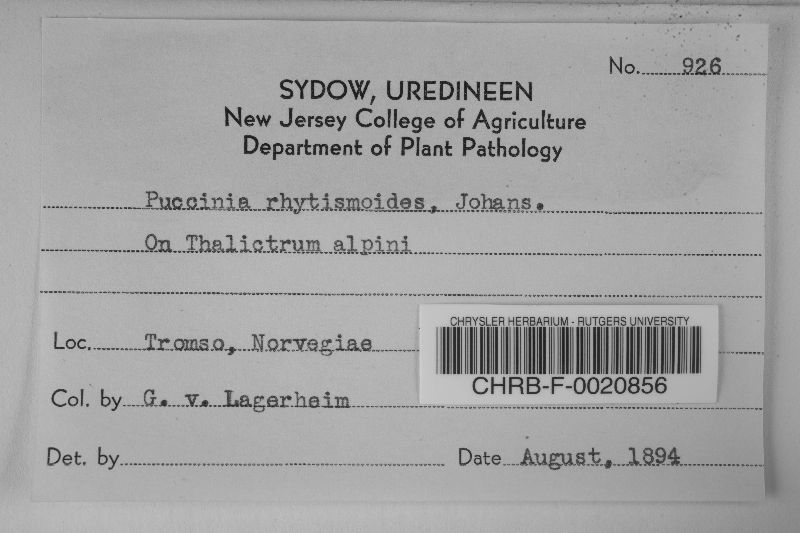 No. 926
SYDOW, UREDINEEN
New Jersey College of Agriculture
Department of Plant Pathology
Puccinia rhytismoides, Johans.
On Thalictrum alpini
Loc. Tromso, Norvegiae
CHRYSLER HERBARIUM - RUTGERS UNIVERSITY
CHRB-F-0020856
Col. by G. v. Lagerheim
Det. by
Date August, 1894